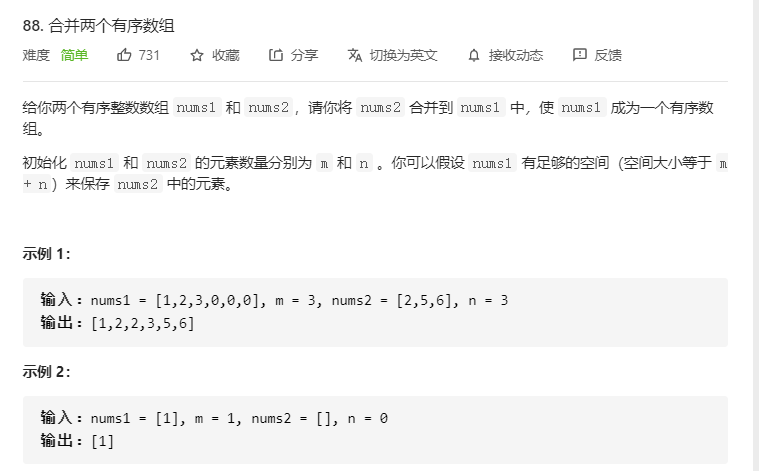 88. 合并两个有序数组
难度 简单 731 收藏 分享 切换为英文 接收动态 反馈
给你两个有序整数数组 nums1 和 nums2，请你将 nums2 合并到 nums1 中，使 nums1 成为一个有序数
组。
初始化 nums1 和 nums2 的元素数量分别为 m 和 n 。你可以假设 nums1 有足够的空间（空间大小等于 m
+ n ）来保存 nums2 中的元素。
示例 1：
输入：nums1 = [1,2,3,0,0,0], m = 3, nums2 = [2,5,6], n = 3
输出：[1,2,2,3,5,6]
示例 2：
输入：nums1 = [1], m = 1, nums2 = [], n = 0
输出：[1]